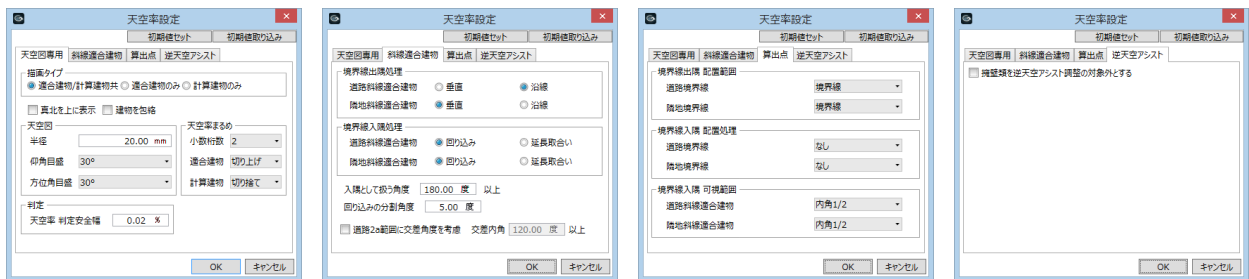 天空率設定
初期値セット 初期値取り込み
天空図専用 斜線適合建物 算出点 逆天空アシスト
描画タイプ
適合建物/計算建物共 適合建物のみ 計算建物のみ
真北を上に表示 建物を包絡
天空図 天空率まるめ
半径 20.00 mm 小数桁数 2
仰角目盛 30° 適合建物 切り上げ
方位角目盛 30° 計算建物 切り捨て
判定
天空率 判定安全幅 0.02 %
OK キャンセル
天空率設定
初期値セット 初期値取り込み
天空図専用 斜線適合建物 算出点 逆天空アシスト
境界線出隅処理
道路斜線適合建物 垂直 沿線
隣地斜線適合建物 垂直 沿線
境界線入隅処理
道路斜線適合建物 回り込み 延長取合い
隣地斜線適合建物 回り込み 延長取合い
入隅として扱う角度 180.00 度 以上
回り込みの分割角度 5.00 度
道路2a範囲に交差角度を考慮 交差内角 120.00 度 以上
OK キャンセル
天空率設定
初期値セット 初期値取り込み
天空図専用 斜線適合建物 算出点 逆天空アシスト
境界線出隅 配置範囲
道路境界線 境界線
隣地境界線 境界線
境界線入隅 配置処理
道路境界線 なし
隣地境界線 なし
境界線入隅 可視範囲
道路斜線適合建物 内角1/2
隣地斜線適合建物 内角1/2
OK キャンセル
天空率設定
初期値セット 初期値取り込み
天空図専用 斜線適合建物 算出点 逆天空アシスト
擁壁類を逆天空アシスト調整の対象外とする
OK キャンセル